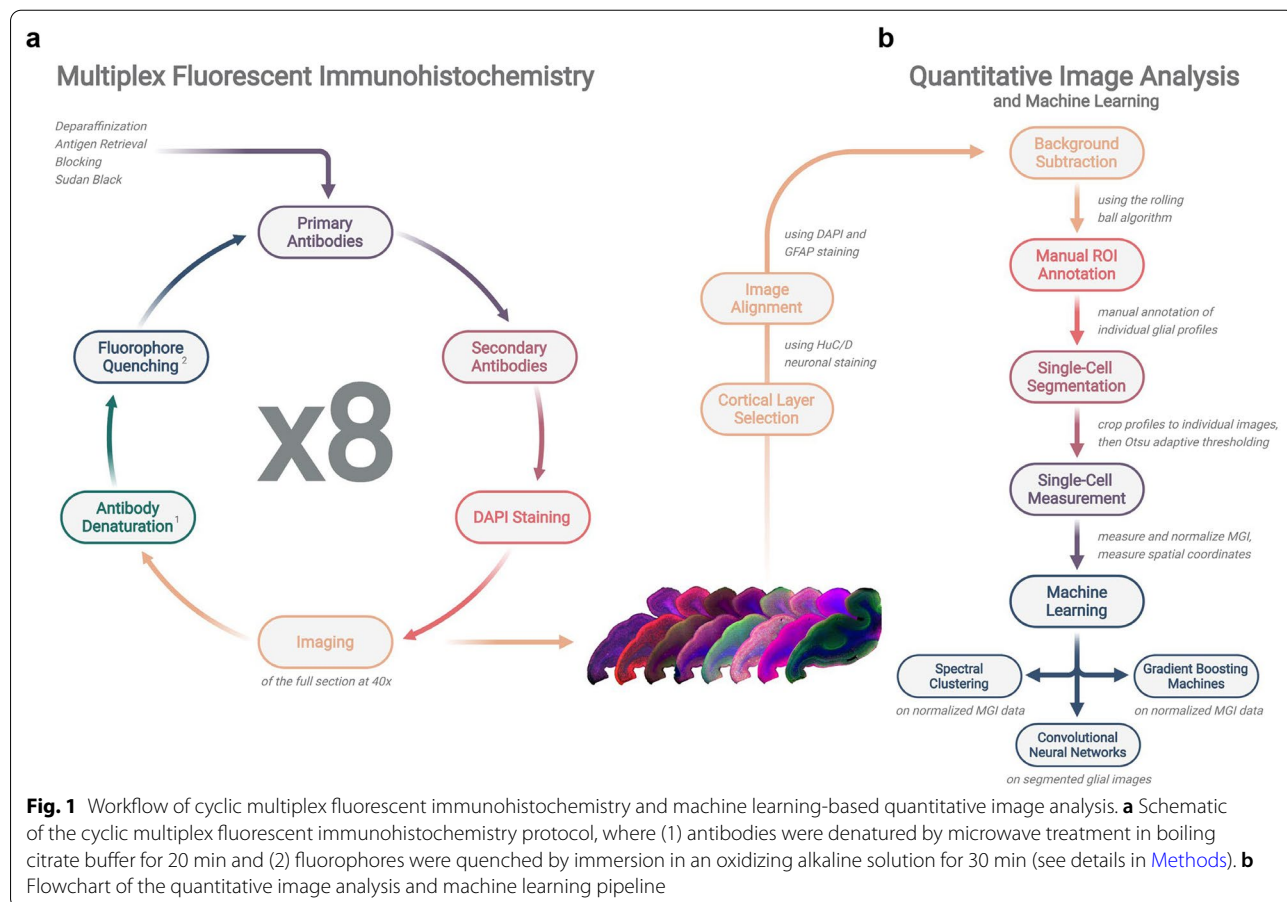 a
Multiplex Fluorescent Immunohistochemistry
Deparaffinization
Antigen Retrieval
Blocking
Sudan Black
Primary
Antibodies
Secondary
Antibodies
DAPI Staining
Imaging
of the full section at 40x
Antibody
Denaturation 1
Fluorophore
Quenching 2
x8
Cortical Layer
Selection
using HuC/D
neuronal staining
Image
Alignment
using DAPI and
GFAP staining
b
Quantitative Image Analysis
and Machine Learning
Background
Subtraction
using the rolling
ball algorithm
Manual ROI
Annotation
manual annotation of
individual glial profiles
Single-Cell
Segmentation
crop profiles to individual images,
then Otsu adaptive thresholding
Single-Cell
Measurement
measure and normalize MGI,
measure spatial coordinates
Machine
Learning
Spectral
Clustering
on normalized MGI data
Gradient Boosting
Machines
on normalized MGI data
Convolutional
Neural Networks
on segmented glial images
Fig. 1 Workflow of cyclic multiplex fluorescent immunohistochemistry and machine learning-based quantitative image analysis. a Schematic
of the cyclic multiplex fluorescent immunohistochemistry protocol, where (1) antibodies were denatured by microwave treatment in boiling
citrate buffer for 20 min and (2) fluorophores were quenched by immersion in an oxidizing alkaline solution for 30 min (see details in Methods). b
Flowchart of the quantitative image analysis and machine learning pipeline